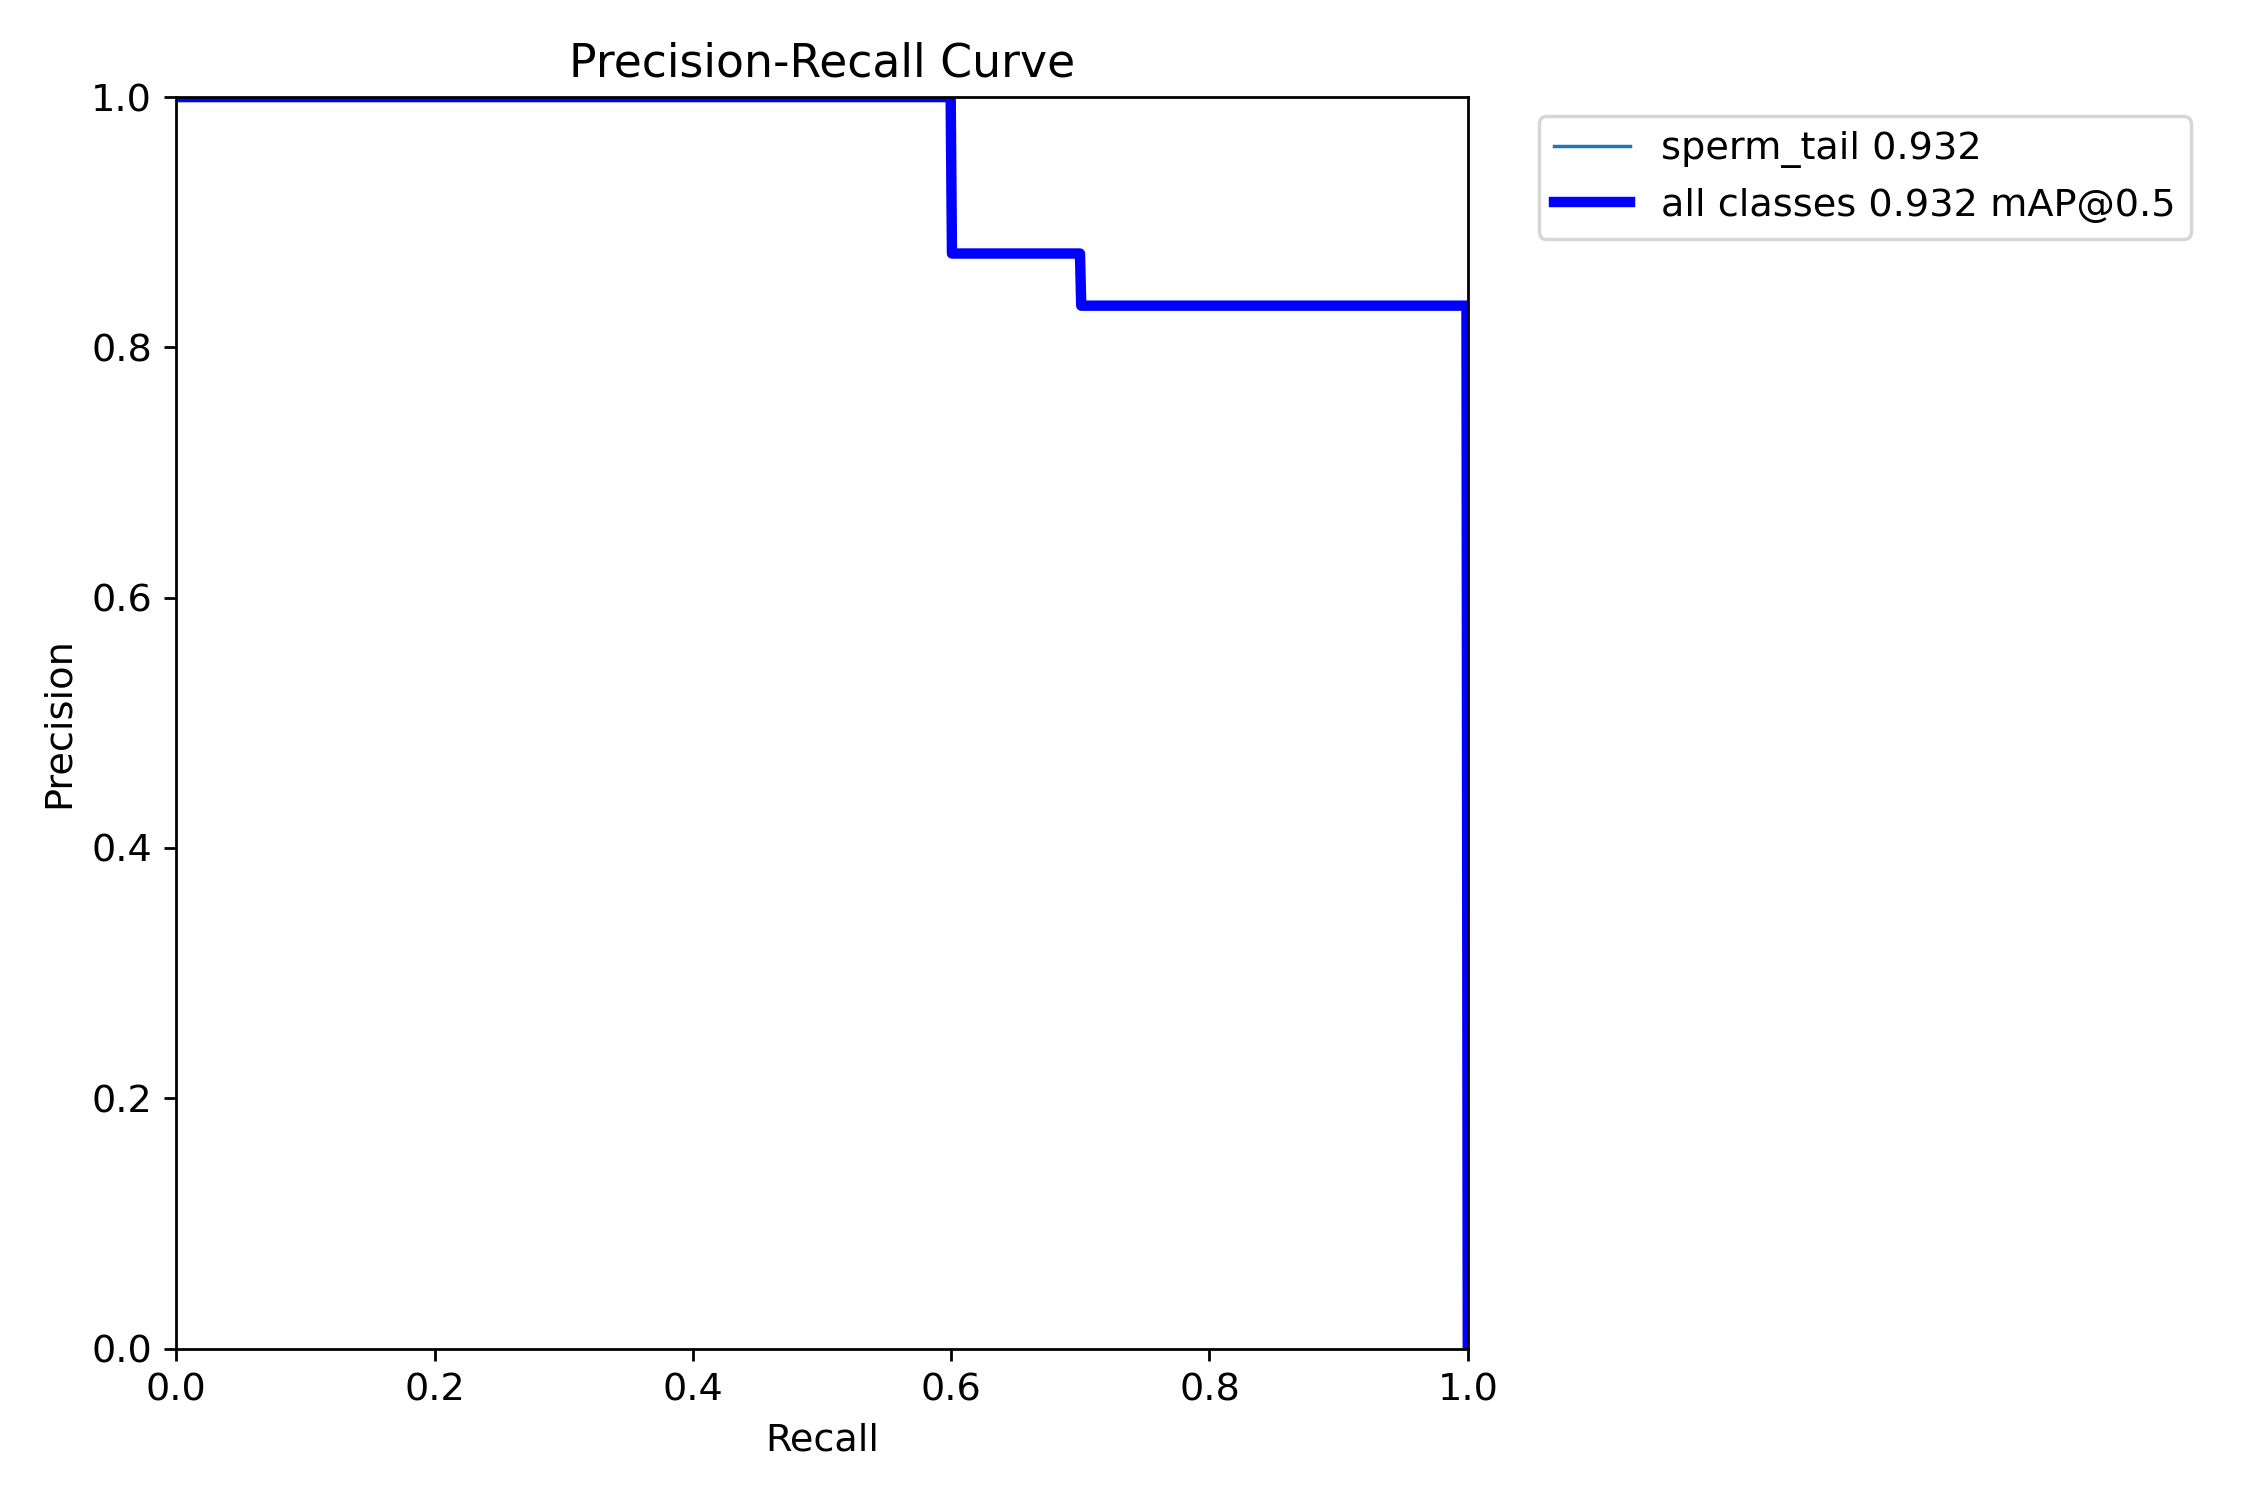 Precision-Recall Curve
1.0
0.8
0.6
0.4
0.2
0.0
Precision
0.0 0.2 0.4 0.6 0.8 1.0
Recall
sperm_tail 0.932
all classes 0.932 mAP@0.5